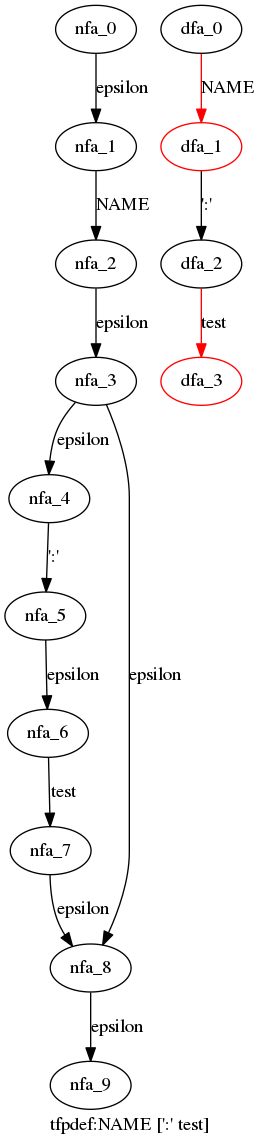 nfa_0 dfa_0
epsilon NAME
nfa_1 dfa_1
NAME ':'
nfa_2 dfa_2
epsilon test
nfa_3 dfa_3
epsilon
nfa_4
':'
nfa_5
epsilon epsilon
nfa_6
test
nfa_7
epsilon
nfa_8
epsilon
nfa_9
tfpdef:NAME [':' test]